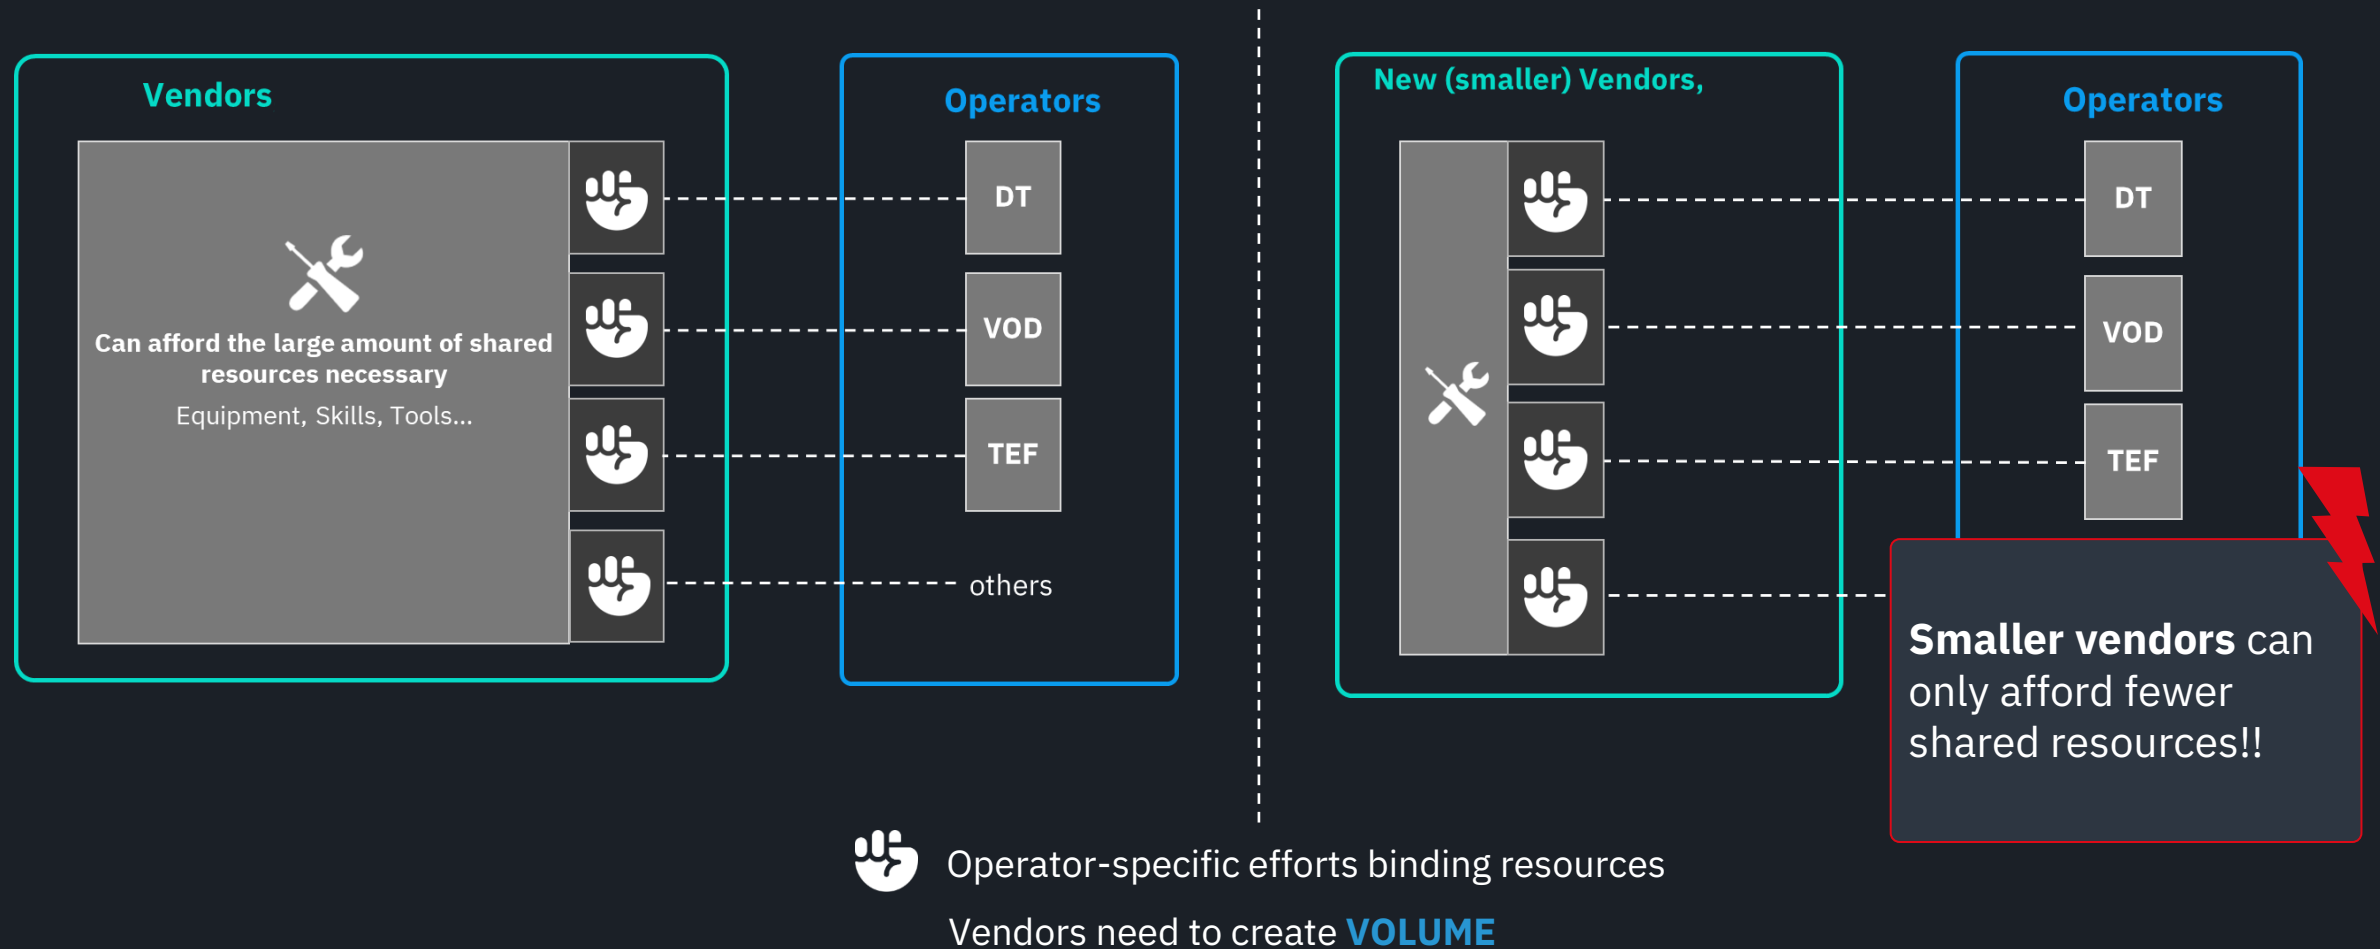 Vendors
Can afford the large amount of shared
resources necessary
Equipment, Skills, Tools...
Operators
DT
VOD
TEF
others
New (smaller) Vendors,
Operators
DT
VOD
TEF
Smaller vendors can
only afford fewer
shared resources!!
Operator-specific efforts binding resources
Vendors need to create VOLUME